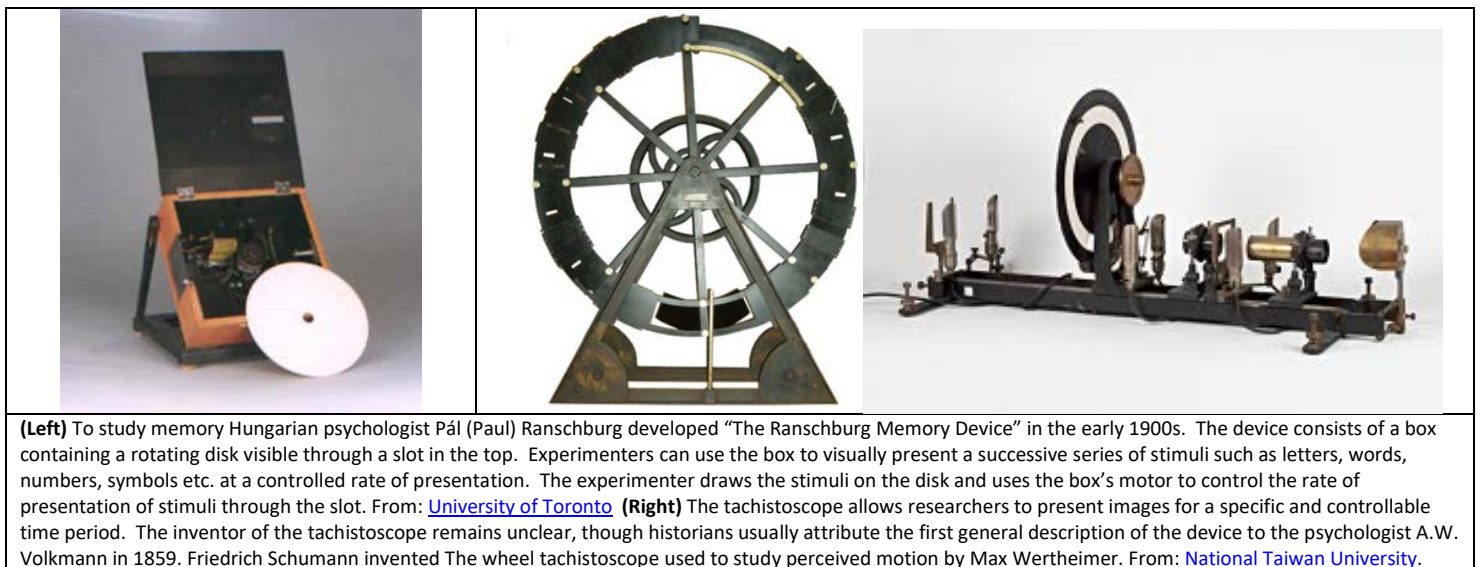 (Left) To study memory Hungarian psychologist Pál (Paul) Ranschburg developed “The Ranschburg Memory Device” in the early 1900s.  The device consists of a box
containing a rotating disk visible through a slot in the top.  Experimenters can use the box to visually present a successive series of stimuli such as letters, words,
numbers, symbols etc. at a controlled rate of presentation.  The experimenter draws the stimuli on the disk and uses the box’s motor to control the rate of
presentation of stimuli through the slot. From: University of Toronto  (Right) The tachistoscope allows researchers to present images for a specific and controllable
time period.  The inventor of the tachistoscope remains unclear, though historians usually attribute the first general description of the device to the psychologist A.W.
Volkmann in 1859. Friedrich Schumann invented The wheel tachistoscope used to study perceived motion by Max Wertheimer. From: National Taiwan University.